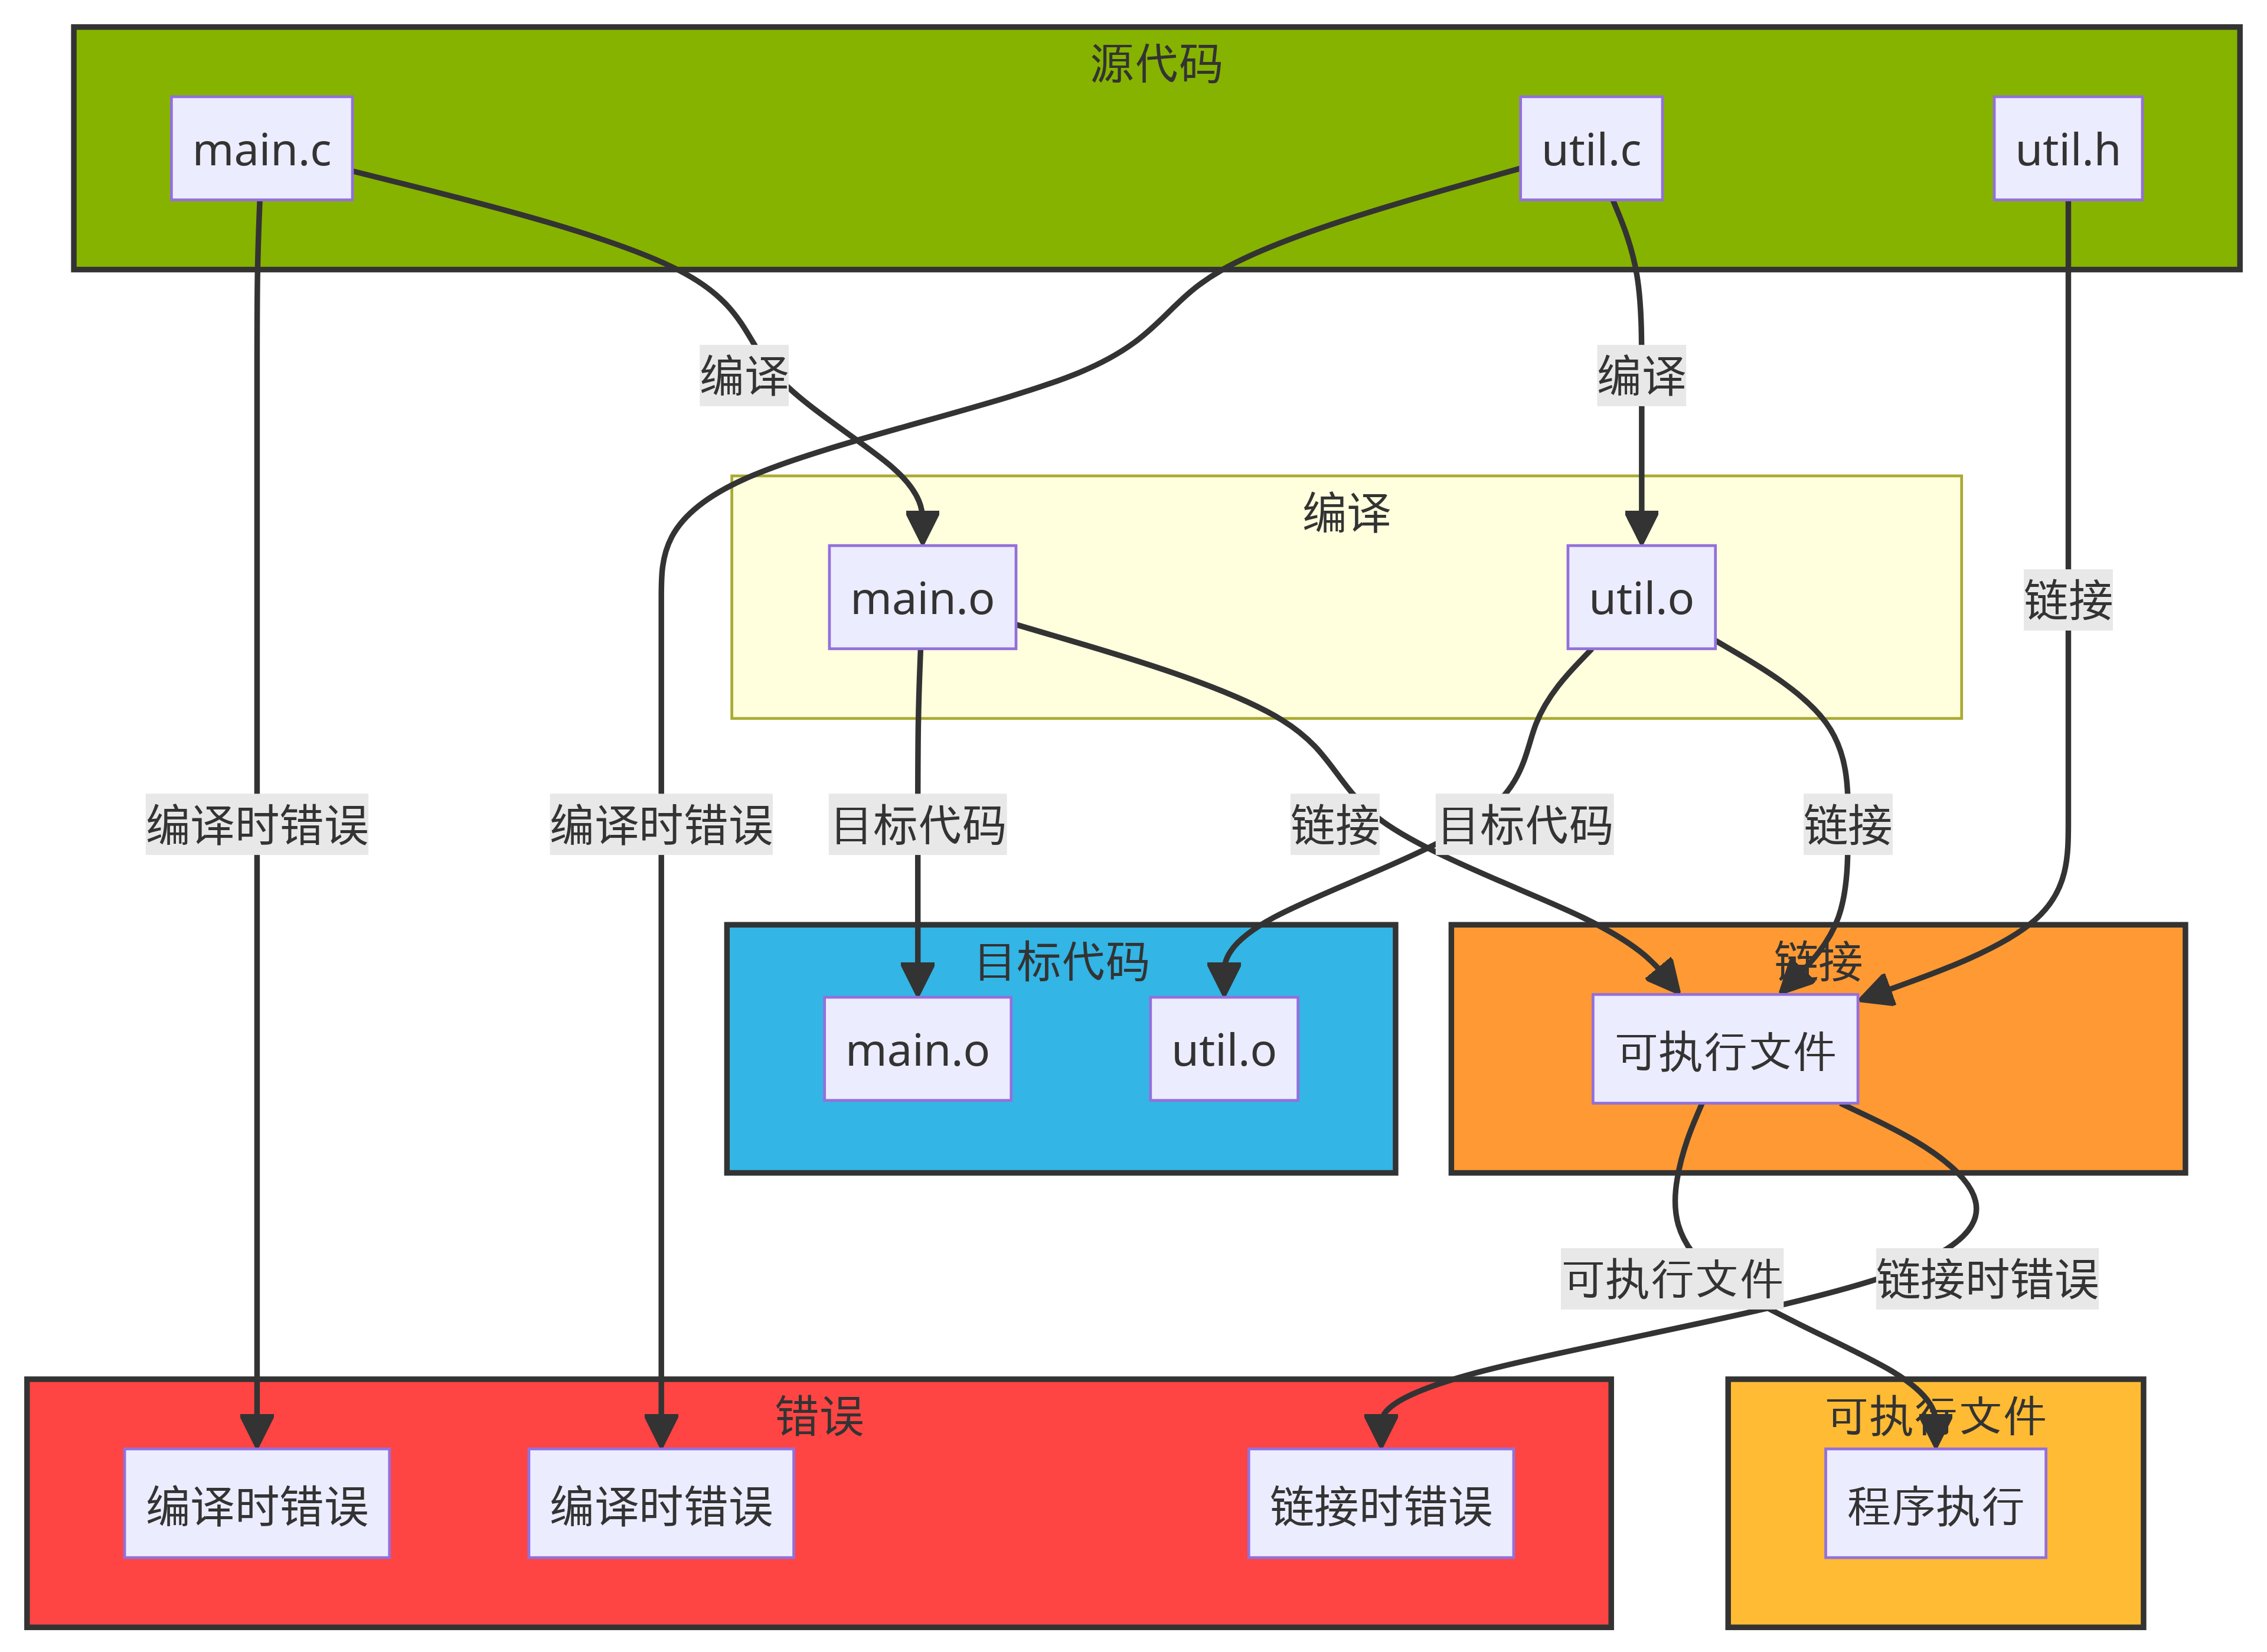 源代码
main.c
util.c
util.h
编译
编译
编译
main.o
util.o
链接
编译时错误
编译时错误
目标代码
链接
目标代码
链接
目标代码
链接
main.o
util.o
可执行文件
可执行文件
链接时错误
错误
可执行文件
编译时错误
编译时错误
链接时错误
程序执行